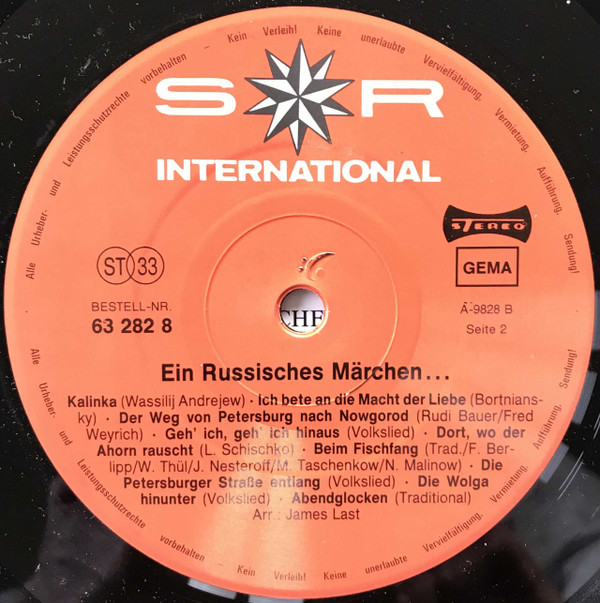 Alle Urheber- und Leistungsschutzrechte vorbehalten Kein Verleih! Keine unerlaubte Vervielfältigung, Vermietung, Aufführung, Sendung!
S R
INTERNATIONAL
STEREO
ST 33
GEMA
BESTELL-NR.
63 282 8
CHF
A-9828 B
Seite 2
Ein Russisches Märchen...
Kalinka (Wassilij Andrejew) · Ich bete an die Macht der Liebe (Bortnians-
ky) · Der Weg von Petersburg nach Nowgorod (Rudi Bauer/Fred
Weyrich) · Geh' ich, geh' ich hinaus (Volkslied) · Dort, wo der
Ahorn rauscht (L. Schischko) · Beim Fischfang (Trad./F. Ber-
lipp/W. Thül/J. Nesteroff/M. Taschenkow/N. Malinow) · Die
Petersburger Straße entlang (Volkslied) · Die Wolga
hinunter (Volkslied) · Abendglocken (Traditional)
Arr.: James Last
Alle Urheber- und Leistungsschutzrechte vorbehalten Kein Verleih! Keine unerlaubte Vervielfältigung, Vermietung, Aufführung, Sendung!